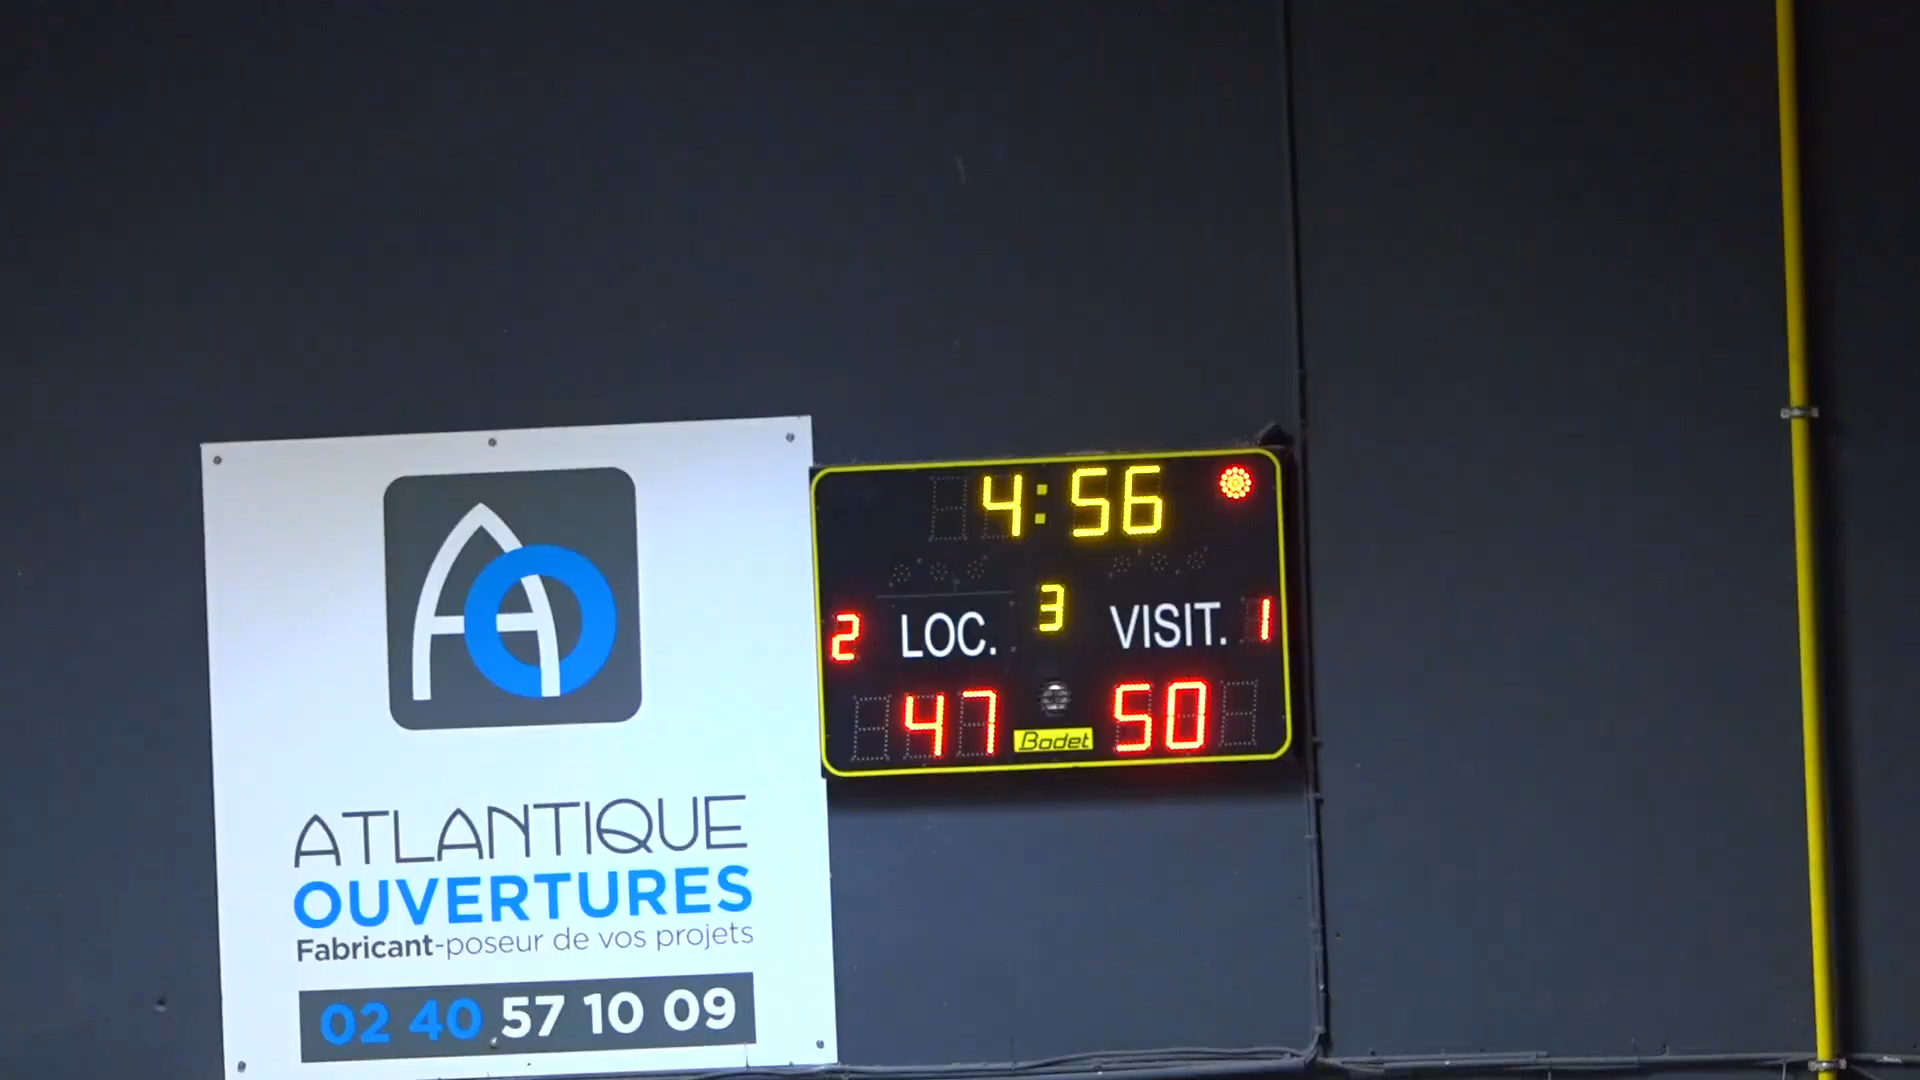 ATLANTIQUE
OUVERTURES
Fabricant-poseur de vos projets
02 40 57 10 09
4:56
3
2 LOC. VISIT. 1
47 Bodet 50